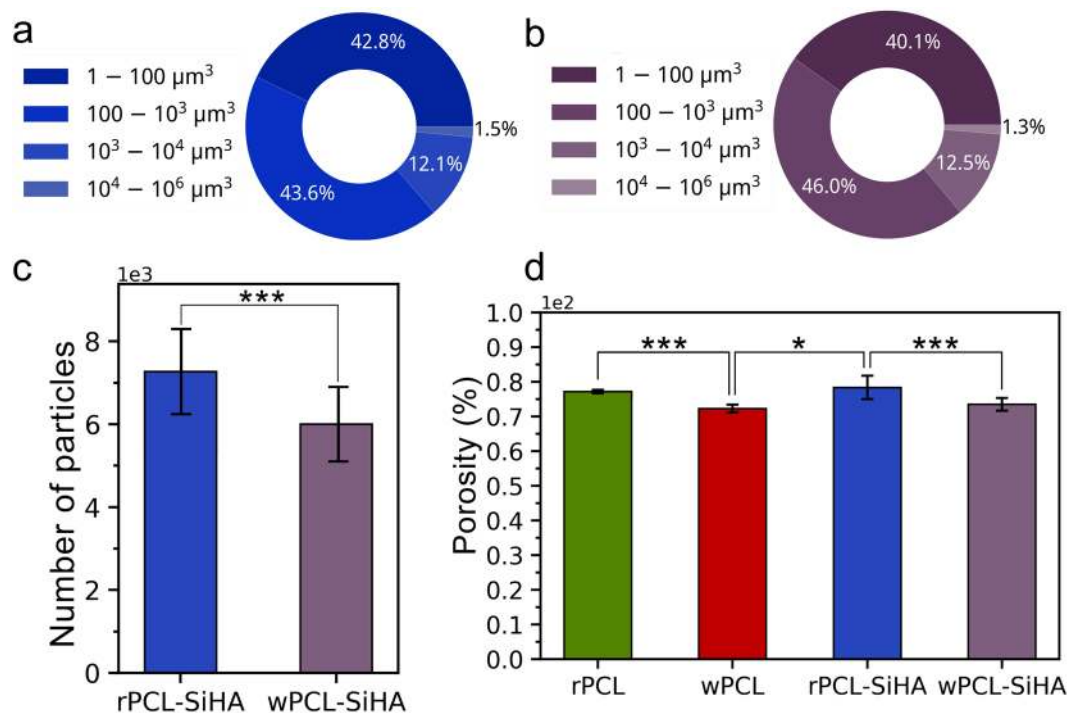 a
42.8%
1 – 100 µm³
100 – 10³ µm³
10³ – 10⁴ µm³
10⁴ – 10⁶ µm³
1.5%
12.1%
43.6%
b
40.1%
1 – 100 µm³
100 – 10³ µm³
10³ – 10⁴ µm³
10⁴ – 10⁶ µm³
1.3%
12.5%
46.0%
c
1e3
***
Number of particles
8
6
4
2
0
rPCL-SiHA wPCL-SiHA
d
1e2
*** * ***
Porosity (%)
1.0
0.9
0.8
0.7
0.6
0.5
0.4
0.3
0.2
0.1
0.0
rPCL wPCL rPCL-SiHA wPCL-SiHA